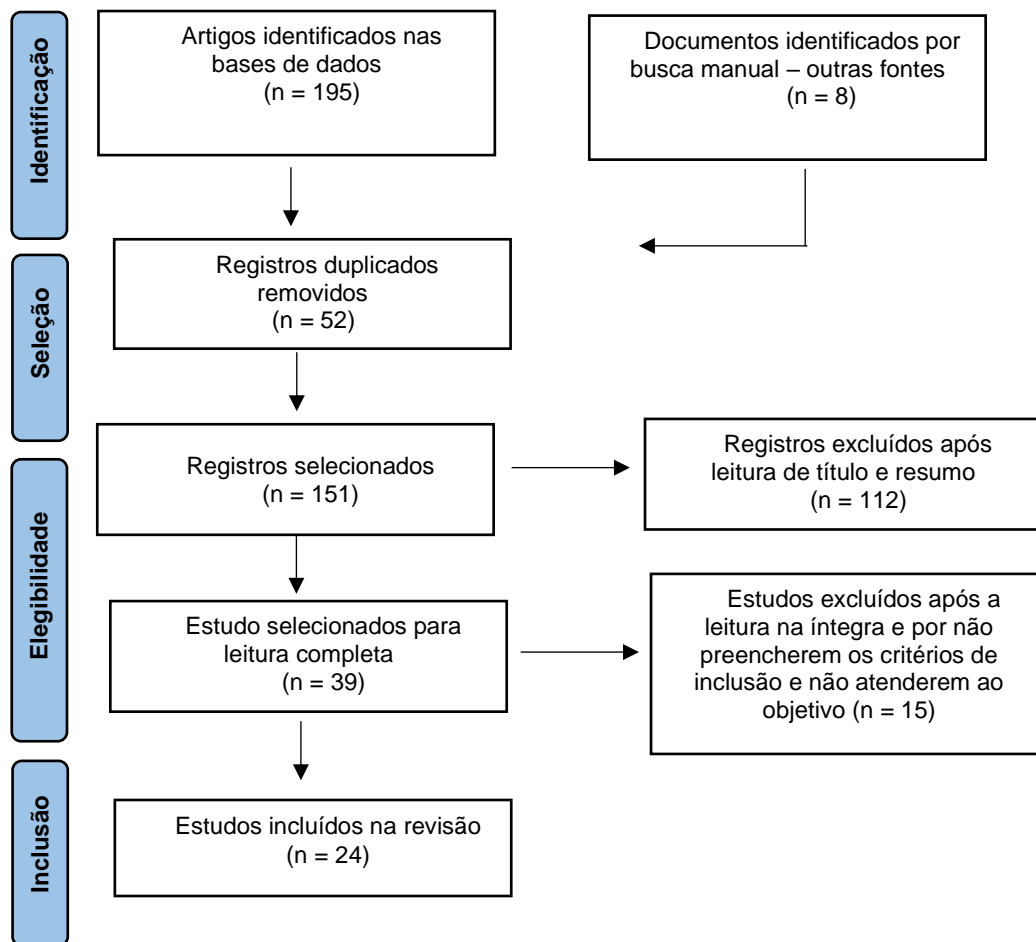 Identificação
Artigos identificados nas
bases de dados
(n = 195)
Documentos identificados por
busca manual – outras fontes
(n = 8)
Seleção
Registros duplicados
removidos
(n = 52)
Registros selecionados
(n = 151)
Registros excluídos após
leitura de título e resumo
(n = 112)
Elegibilidade
Estudo selecionados para
leitura completa
(n = 39)
Estudos excluídos após a
leitura na íntegra e por não
preencherem os critérios de
inclusão e não atenderem ao
objetivo (n = 15)
Inclusão
Estudos incluídos na revisão
(n = 24)